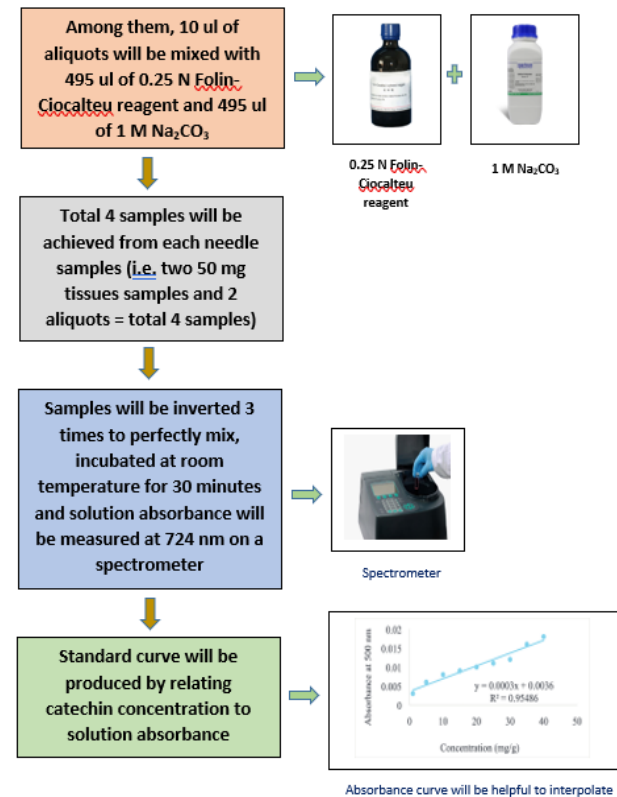 Among them, 10 ul of
aliquots will be mixed with
495 ul of 0.25 N Folin-
Ciocalteu reagent and 495 ul
of 1 M Na₂CO₃
0.25 N Folin-
Ciocalteu
reagent
1 M Na₂CO₃
Total 4 samples will be
achieved from each needle
samples (i.e. two 50 mg
tissues samples and 2
aliquots = total 4 samples)
Samples will be inverted 3
times to perfectly mix,
incubated at room
temperature for 30 minutes
and solution absorbance will
be measured at 724 nm on a
spectrometer
Spectrometer
Standard curve will be
produced by relating
catechin concentration to
solution absorbance
Absorbance at 500 nm
0.02
0.015
0.01
0.005
0
y = 0.0003x + 0.0036
R² = 0.95486
0 10 20 30 40 50
Concentration (mg/g)
Absorbance curve will be helpful to interpolate